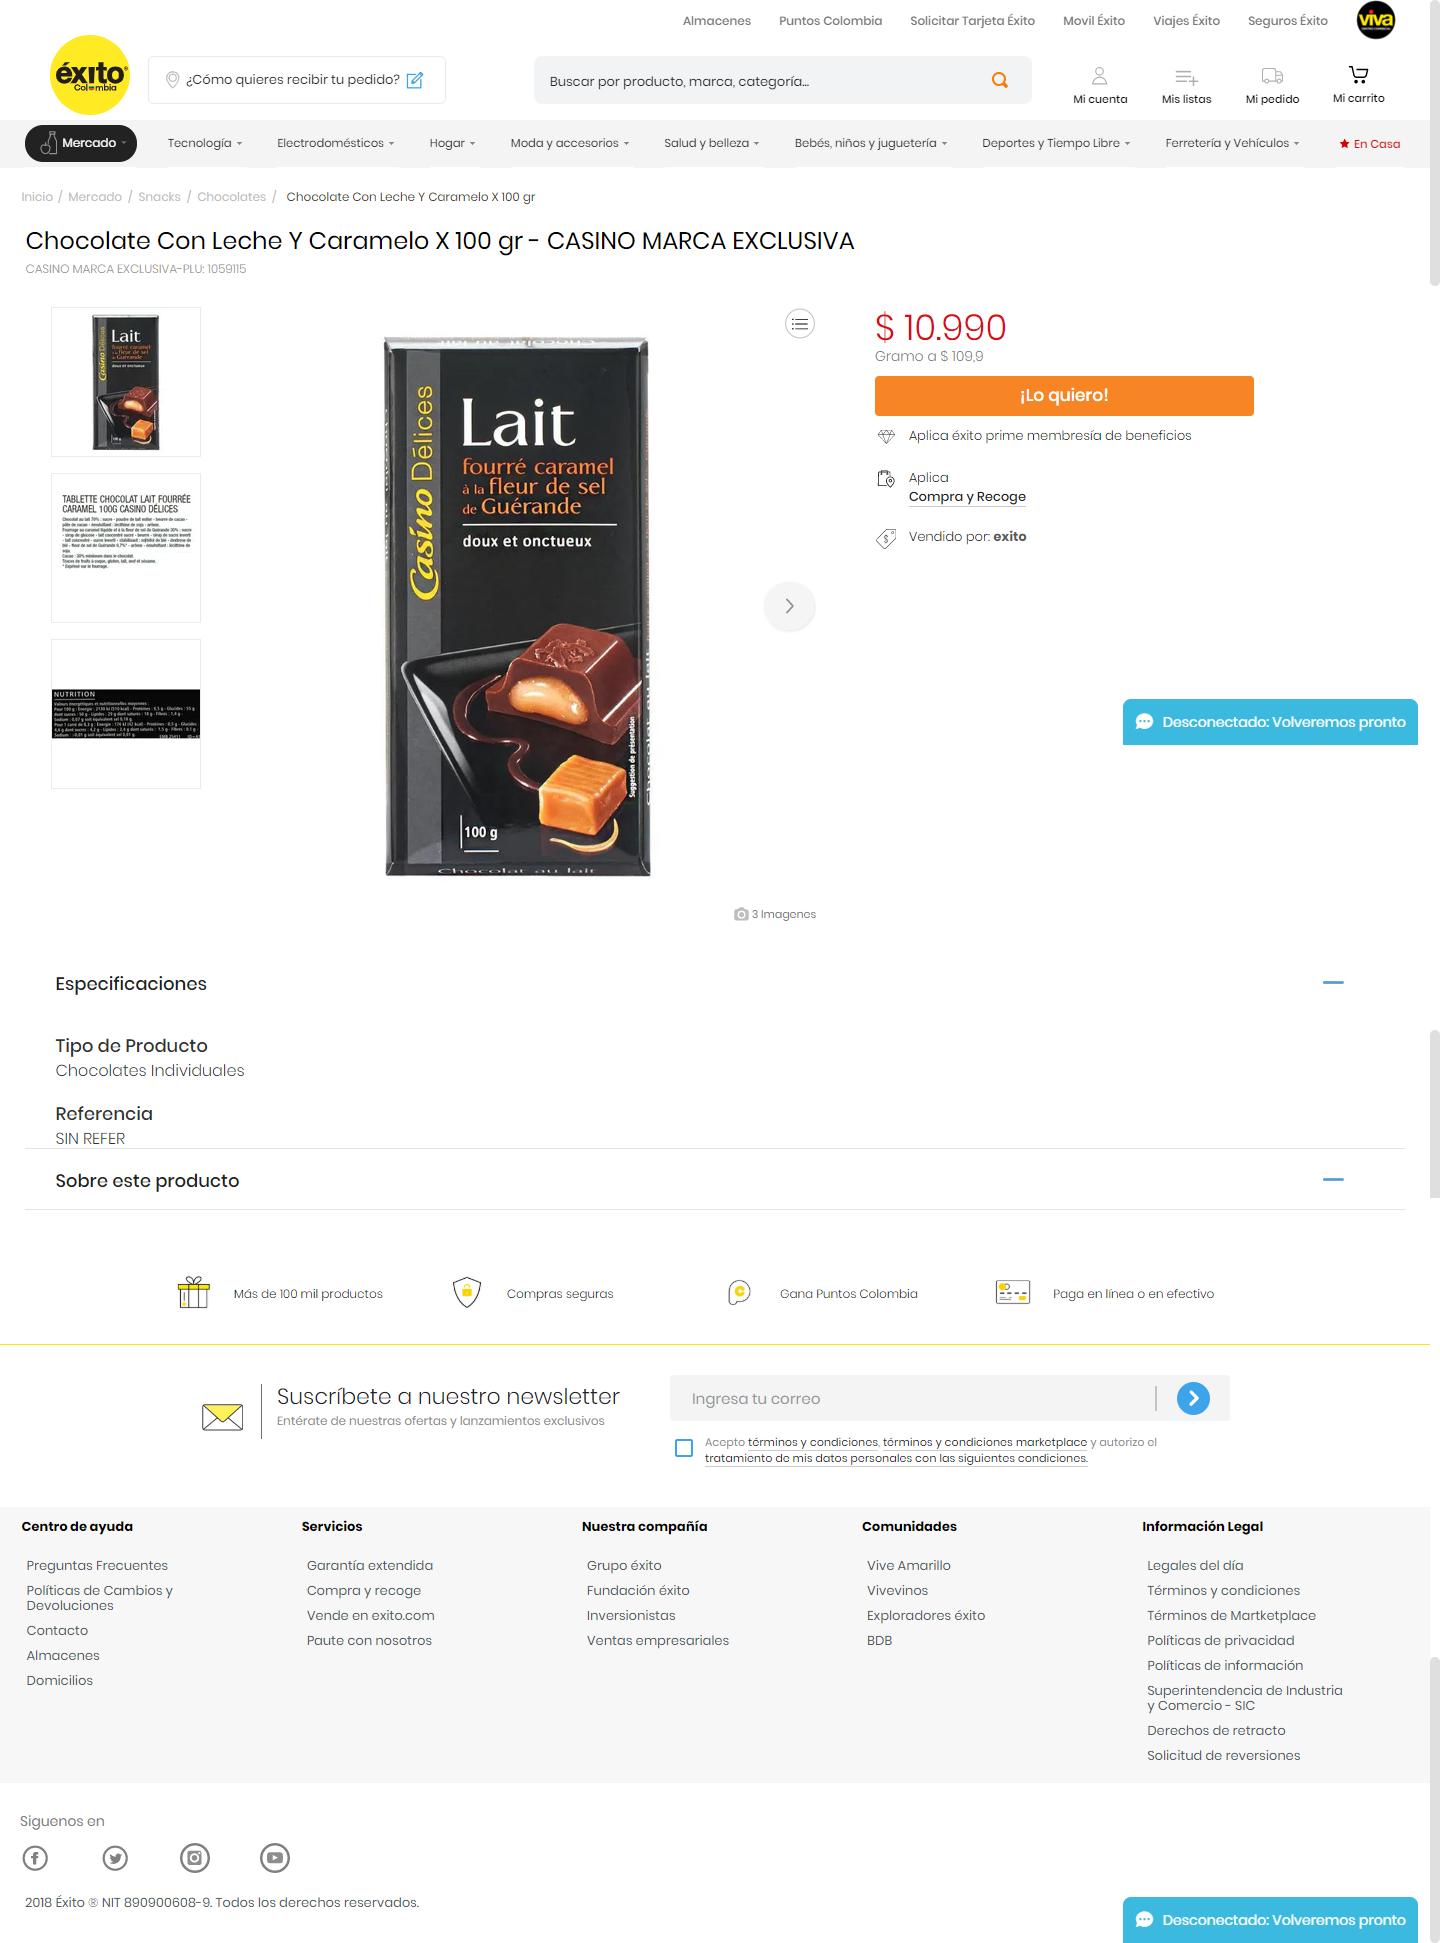 Almacenes Puntos Colombia Solicitar Tarjeta Éxito Movil Éxito Viajes Éxito Seguros Éxito viva
éxito
Colombia
¿Cómo quieres recibir tu pedido?
Buscar por producto, marca, categoría...
Mi cuenta Mis listas Mi pedido Mi carrito
Mercado Tecnología Electrodomésticos Hogar Moda y accesorios Salud y belleza Bebés, niños y juguetería Deportes y Tiempo Libre Ferretería y Vehículos En Casa
Inicio / Mercado / Snacks / Chocolates / Chocolate Con Leche Y Caramelo X 100 gr
Chocolate Con Leche Y Caramelo X 100 gr - CASINO MARCA EXCLUSIVA
CASINO MARCA EXCLUSIVA-PLU: 1059115
Casino Délices
Lait
fourré caramel
à la fleur de sel
de Guérande
doux et onctueux
TABLETTE CHOCOLAT LAIT FOURRÉE
CARAMEL 100G CASINO DÉLICES
NUTRITION
Casino Délices
Lait
fourré caramel
à la fleur de sel
de Guérande
doux et onctueux
Suggestion de présentation
100 g
Chocolat au lait
3 Imagenes
$ 10.990
Gramo a $ 109,9
¡Lo quiero!
Aplica éxito prime membresía de beneficios
Aplica
Compra y Recoge
Vendido por: exito
Desconectado: Volveremos pronto
Especificaciones
Tipo de Producto
Chocolates Individuales
Referencia
SIN REFER
Sobre este producto
Más de 100 mil productos Compras seguras Gana Puntos Colombia Paga en línea o en efectivo
Suscríbete a nuestro newsletter
Entérate de nuestras ofertas y lanzamientos exclusivos
Ingresa tu correo
Acepto términos y condiciones, términos y condiciones marketplace y autorizo el
tratamiento de mis datos personales con las siguientes condiciones.
Centro de ayuda
Preguntas Frecuentes
Políticas de Cambios y
Devoluciones
Contacto
Almacenes
Domicilios
Servicios
Garantía extendida
Compra y recoge
Vende en exito.com
Paute con nosotros
Nuestra compañía
Grupo éxito
Fundación éxito
Inversionistas
Ventas empresariales
Comunidades
Vive Amarillo
Vivevinos
Exploradores éxito
BDB
Información Legal
Legales del día
Términos y condiciones
Términos de Martketplace
Políticas de privacidad
Políticas de información
Superintendencia de Industria
y Comercio - SIC
Derechos de retracto
Solicitud de reversiones
Siguenos en
2018 Éxito ® NIT 890900608-9. Todos los derechos reservados.
Desconectado: Volveremos pronto